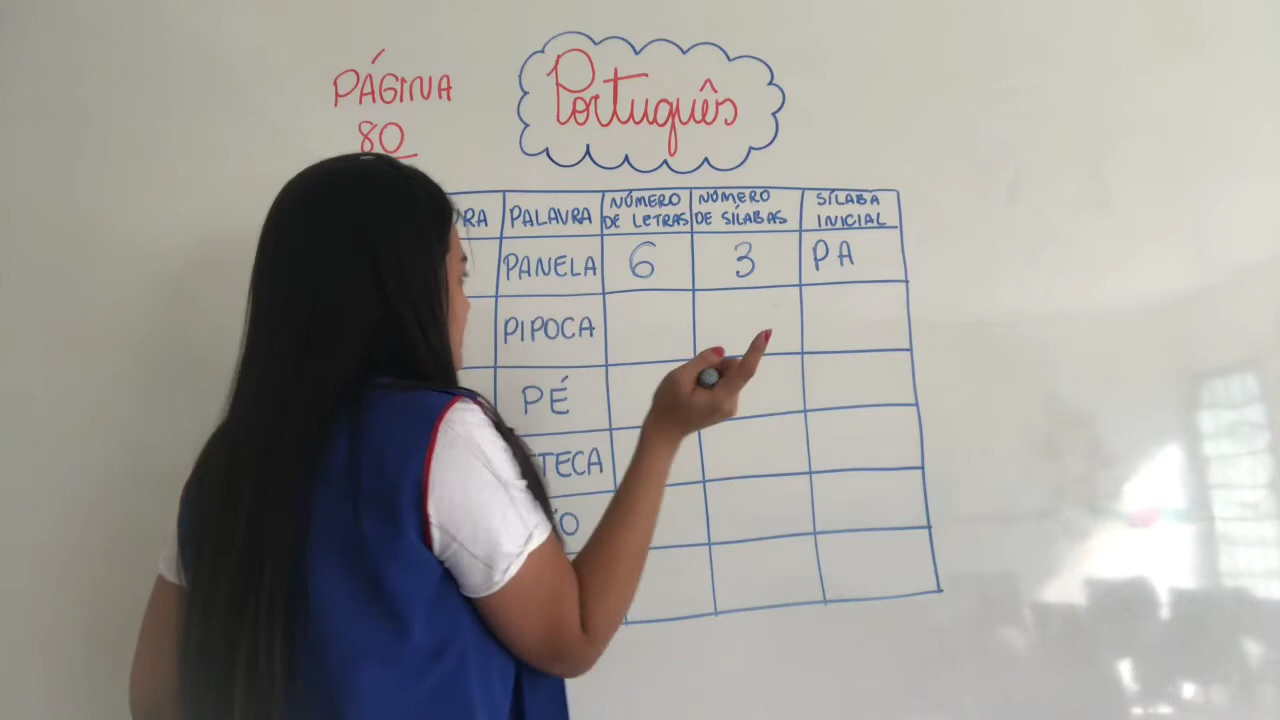 PÁGINA
80
Português
PALAVRA
NÚMERO
DE LETRAS
NÚMERO
DE SÍLABAS
SÍLABA
INICIAL
PANELA 6 3 PA
PIPOCA
PÉ